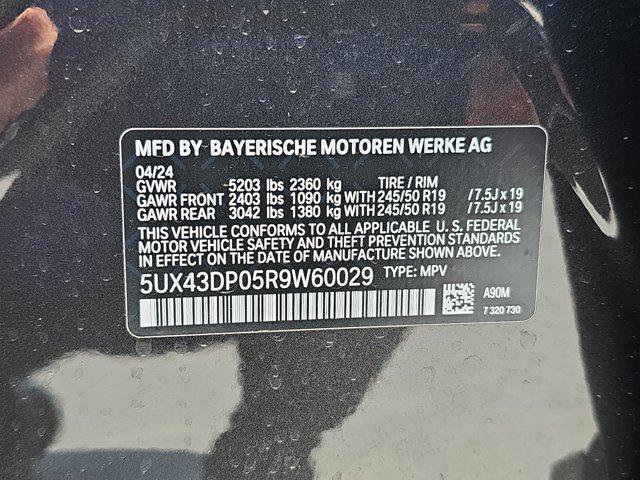 MFD BY BAYERISCHE MOTOREN WERKE AG
04/24
GVWR 5203 lbs 2360 kg TIRE / RIM
GAWR FRONT 2403 lbs 1090 kg WITH 245/50 R19 / 7.5J x 19
GAWR REAR 3042 lbs 1380 kg WITH 245/50 R19 / 7.5J x 19
THIS VEHICLE CONFORMS TO ALL APPLICABLE U. S. FEDERAL
MOTOR VEHICLE SAFETY AND THEFT PREVENTION STANDARDS
IN EFFECT ON THE DATE OF MANUFACTURE SHOWN ABOVE.
5UX43DP05R9W60029 TYPE: MPV
A90M
7 320 730